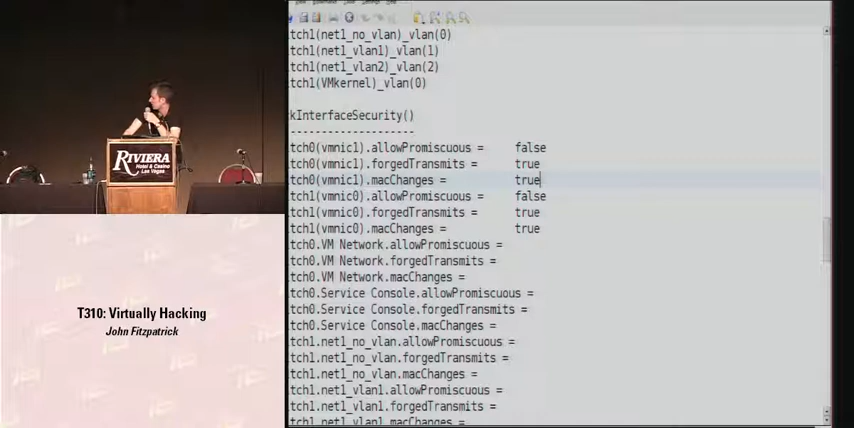 RIVIERA
Hotel & Casino
Las Vegas
T310: Virtually Hacking
John Fitzpatrick
tch1(net1_no_vlan)_vlan(0)
tch1(net1_vlan1)_vlan(1)
tch1(net1_vlan2)_vlan(2)
tch1(VMkernel)_vlan(0)
kInterfaceSecurity()
--------------------
tch0(vmnic1).allowPromiscuous = false
tch0(vmnic1).forgedTransmits = true
tch0(vmnic1).macChanges = true
tch1(vmnic0).allowPromiscuous = false
tch1(vmnic0).forgedTransmits = true
tch1(vmnic0).macChanges = true
tch0.VM Network.allowPromiscuous =
tch0.VM Network.forgedTransmits =
tch0.VM Network.macChanges =
tch0.Service Console.allowPromiscuous =
tch0.Service Console.forgedTransmits =
tch0.Service Console.macChanges =
tch1.net1_no_vlan.allowPromiscuous =
tch1.net1_no_vlan.forgedTransmits =
tch1.net1_no_vlan.macChanges =
tch1.net1_vlan1.allowPromiscuous =
tch1.net1_vlan1.forgedTransmits =
tch1.net1_vlan1.macChanges =